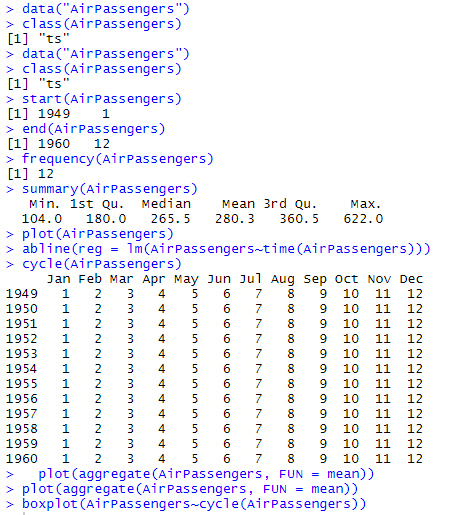 > data("AirPassengers")
> class(AirPassengers)
[1] "ts"
> data("AirPassengers")
> class(AirPassengers)
[1] "ts"
> start(AirPassengers)
[1] 1949    1
> end(AirPassengers)
[1] 1960   12
> frequency(AirPassengers)
[1] 12
> summary(AirPassengers)
   Min. 1st Qu.  Median    Mean 3rd Qu.    Max.
  104.0   180.0   265.5   280.3   360.5   622.0
> plot(AirPassengers)
> abline(reg = lm(AirPassengers~time(AirPassengers)))
> cycle(AirPassengers)
     Jan Feb Mar Apr May Jun Jul Aug Sep Oct Nov Dec
1949   1   2   3   4   5   6   7   8   9  10  11  12
1950   1   2   3   4   5   6   7   8   9  10  11  12
1951   1   2   3   4   5   6   7   8   9  10  11  12
1952   1   2   3   4   5   6   7   8   9  10  11  12
1953   1   2   3   4   5   6   7   8   9  10  11  12
1954   1   2   3   4   5   6   7   8   9  10  11  12
1955   1   2   3   4   5   6   7   8   9  10  11  12
1956   1   2   3   4   5   6   7   8   9  10  11  12
1957   1   2   3   4   5   6   7   8   9  10  11  12
1958   1   2   3   4   5   6   7   8   9  10  11  12
1959   1   2   3   4   5   6   7   8   9  10  11  12
1960   1   2   3   4   5   6   7   8   9  10  11  12
>   plot(aggregate(AirPassengers, FUN = mean))
> plot(aggregate(AirPassengers, FUN = mean))
> boxplot(AirPassengers~cycle(AirPassengers))